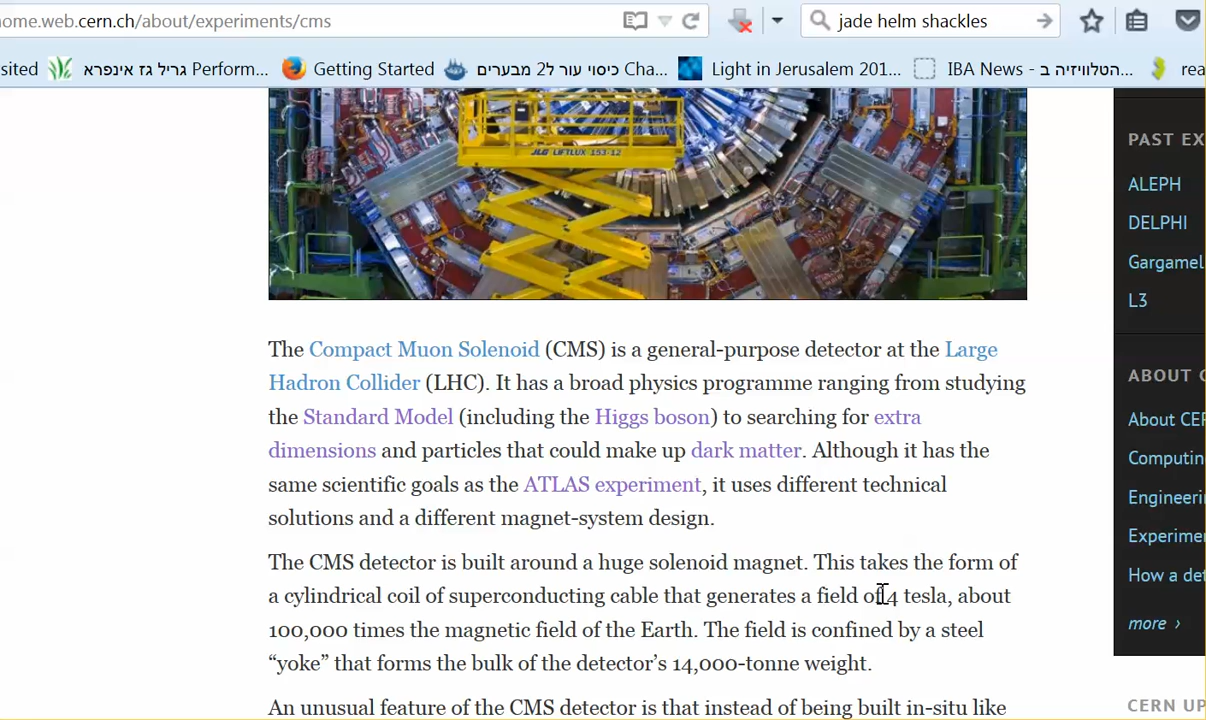 ome.web.cern.ch/about/experiments/cms
jade helm shackles
sited גריל גז אינפרא Perform... Getting Started כיסוי עור ל2 מבערים Cha... Light in Jerusalem 201... IBA News - הטלוויזיה ב... rea
JLG LIFTLUX 153-12
The Compact Muon Solenoid (CMS) is a general-purpose detector at the Large
Hadron Collider (LHC). It has a broad physics programme ranging from studying
the Standard Model (including the Higgs boson) to searching for extra
dimensions and particles that could make up dark matter. Although it has the
same scientific goals as the ATLAS experiment, it uses different technical
solutions and a different magnet-system design.
The CMS detector is built around a huge solenoid magnet. This takes the form of
a cylindrical coil of superconducting cable that generates a field of 4 tesla, about
100,000 times the magnetic field of the Earth. The field is confined by a steel
“yoke” that forms the bulk of the detector’s 14,000-tonne weight.
An unusual feature of the CMS detector is that instead of being built in-situ like
PAST EX
ALEPH
DELPHI
Gargamel
L3
ABOUT C
About CER
Computin
Engineeri
Experime
How a det
more ›
CERN UP